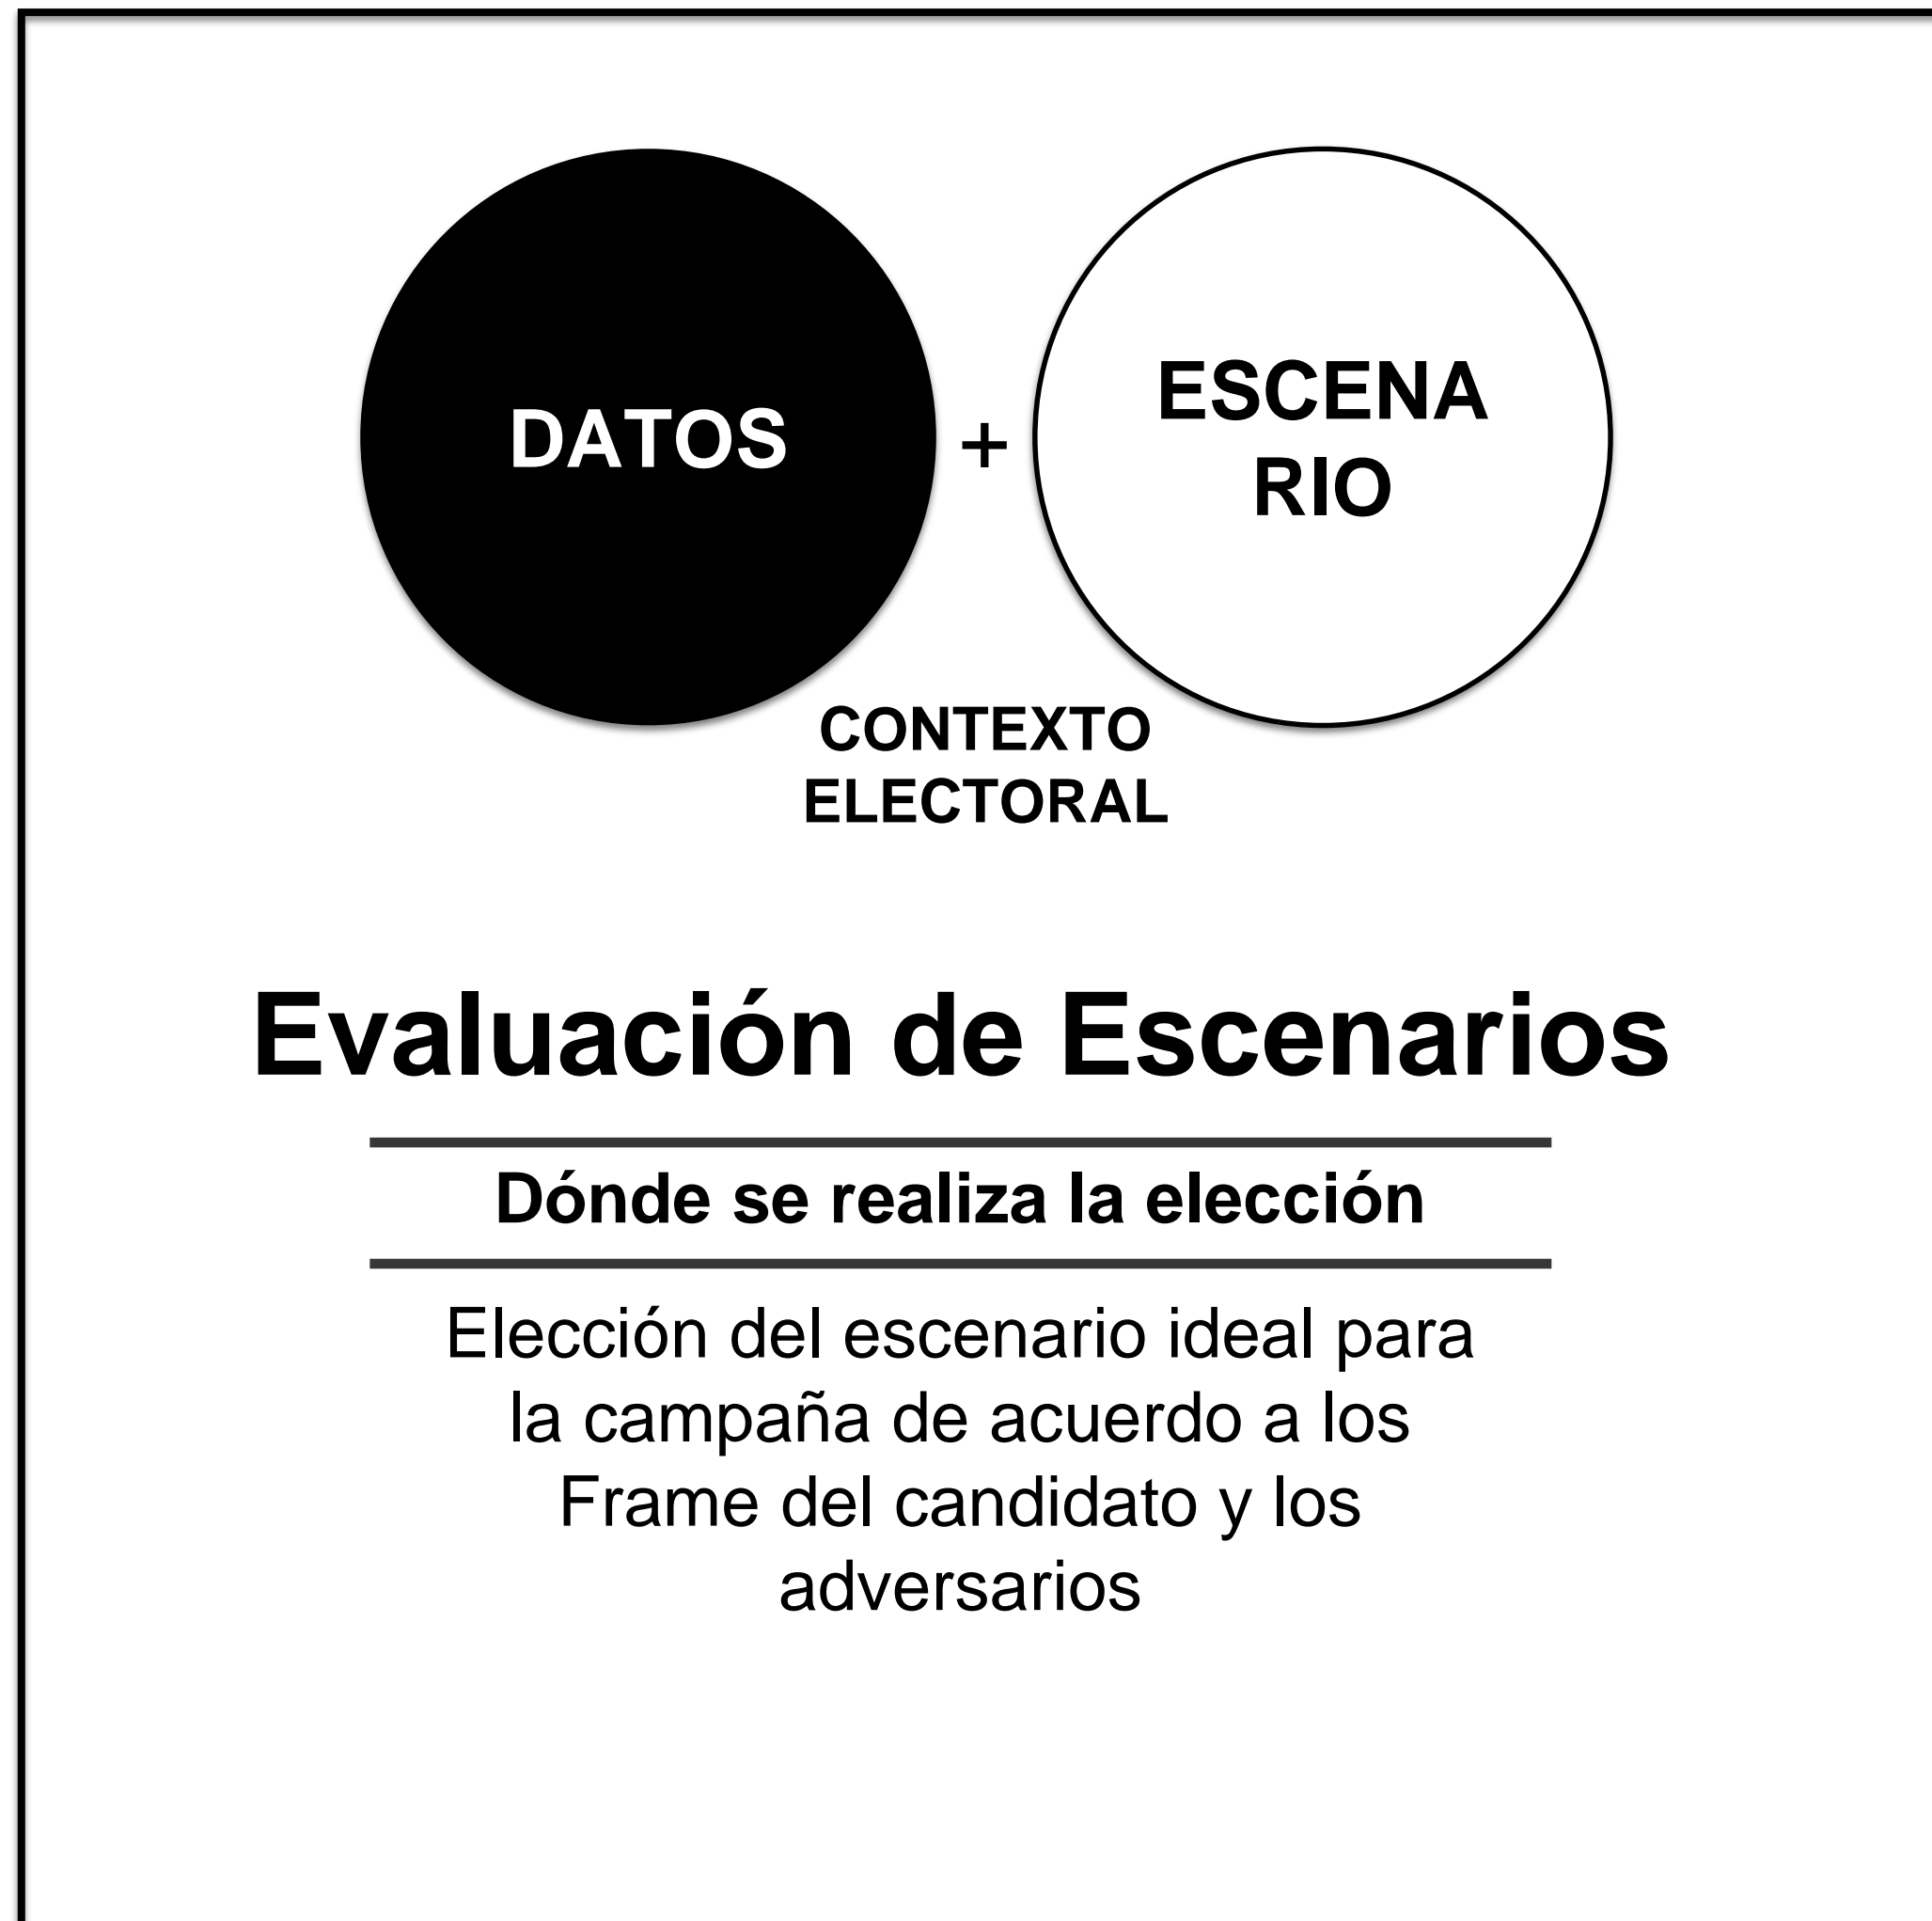 DATOS
+
ESCENA
RIO
CONTEXTO
ELECTORAL
Evaluación de Escenarios
Dónde se realiza la elección
Elección del escenario ideal para
la campaña de acuerdo a los
Frame del candidato y los
adversarios